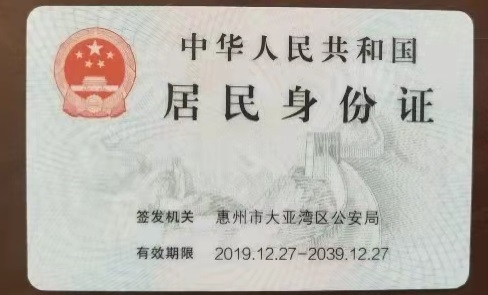 中华人民共和国
居民身份证
签发机关 惠州市大亚湾区公安局
有效期限 2019.12.27-2039.12.27